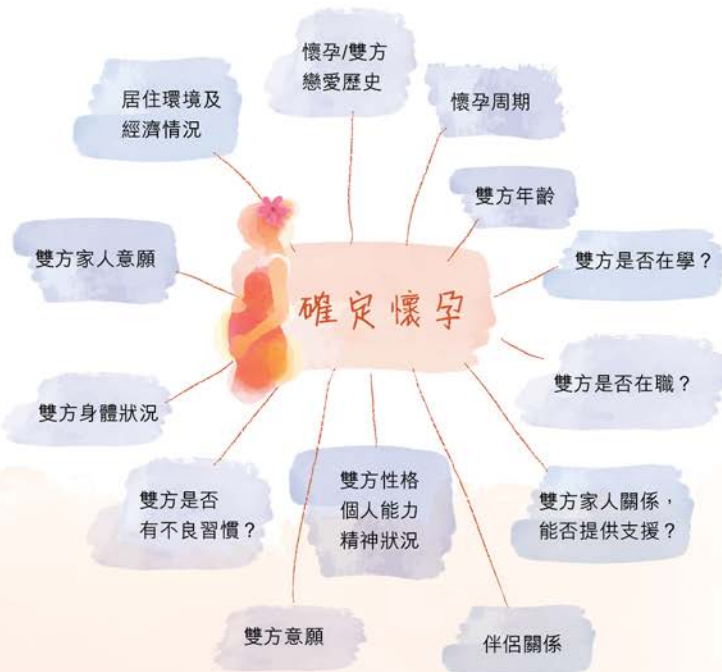 懷孕/雙方
戀愛歷史
居住環境及
經濟情況
懷孕周期
雙方年齡
雙方家人意願
雙方是否在學？
確定懷孕
雙方是否在職？
雙方身體狀況
雙方是否
有不良習慣？
雙方性格
個人能力
精神狀況
雙方家人關係，
能否提供支援？
雙方意願
伴侶關係